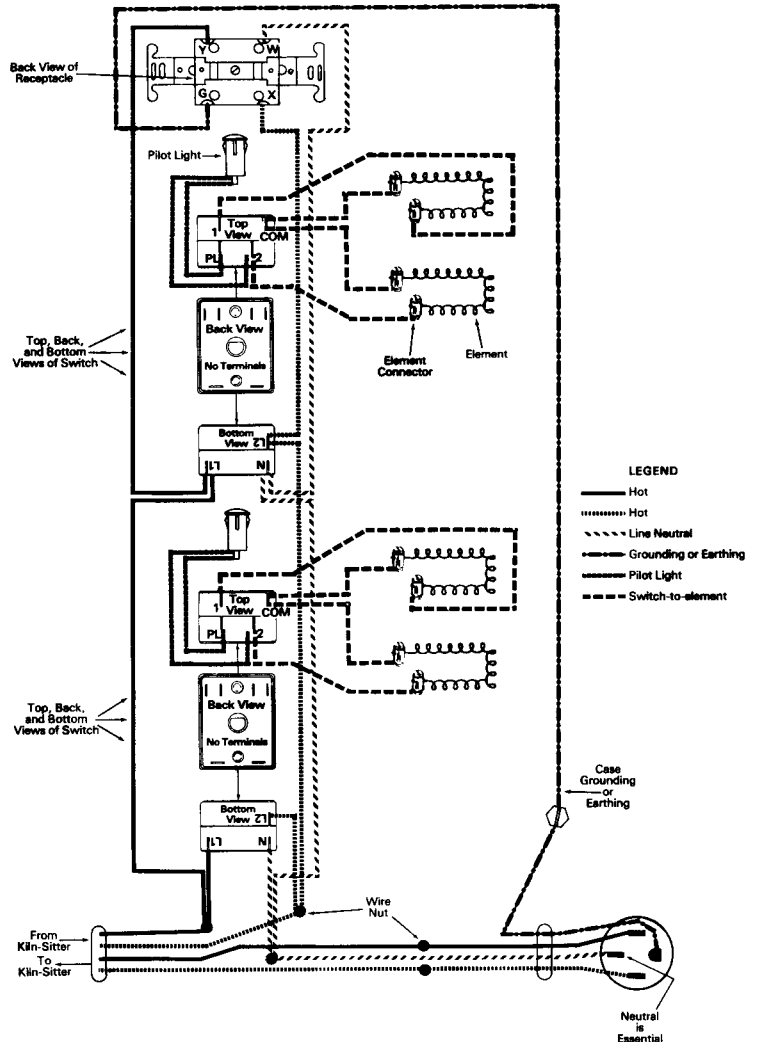 Y
W
Back View of
Receptacle
G
X
Pilot Light
1
Top
View
COM
PL
2
Top, Back,
and Bottom
Views of Switch
Back View
No Terminals
Element
Connector
Element
Bottom
View
L2
L1
N
LEGEND
Hot
Hot
Line Neutral
Grounding or Earthing
Pilot Light
Switch-to-element
1
Top
View
COM
PL
2
Top, Back,
and Bottom
Views of Switch
Back View
No Terminals
Case
Grounding
or
Earthing
Bottom
View
L2
L1
N
Wire
Nut
From
Kiln-Sitter
To
Kiln-Sitter
Neutral
is
Essential